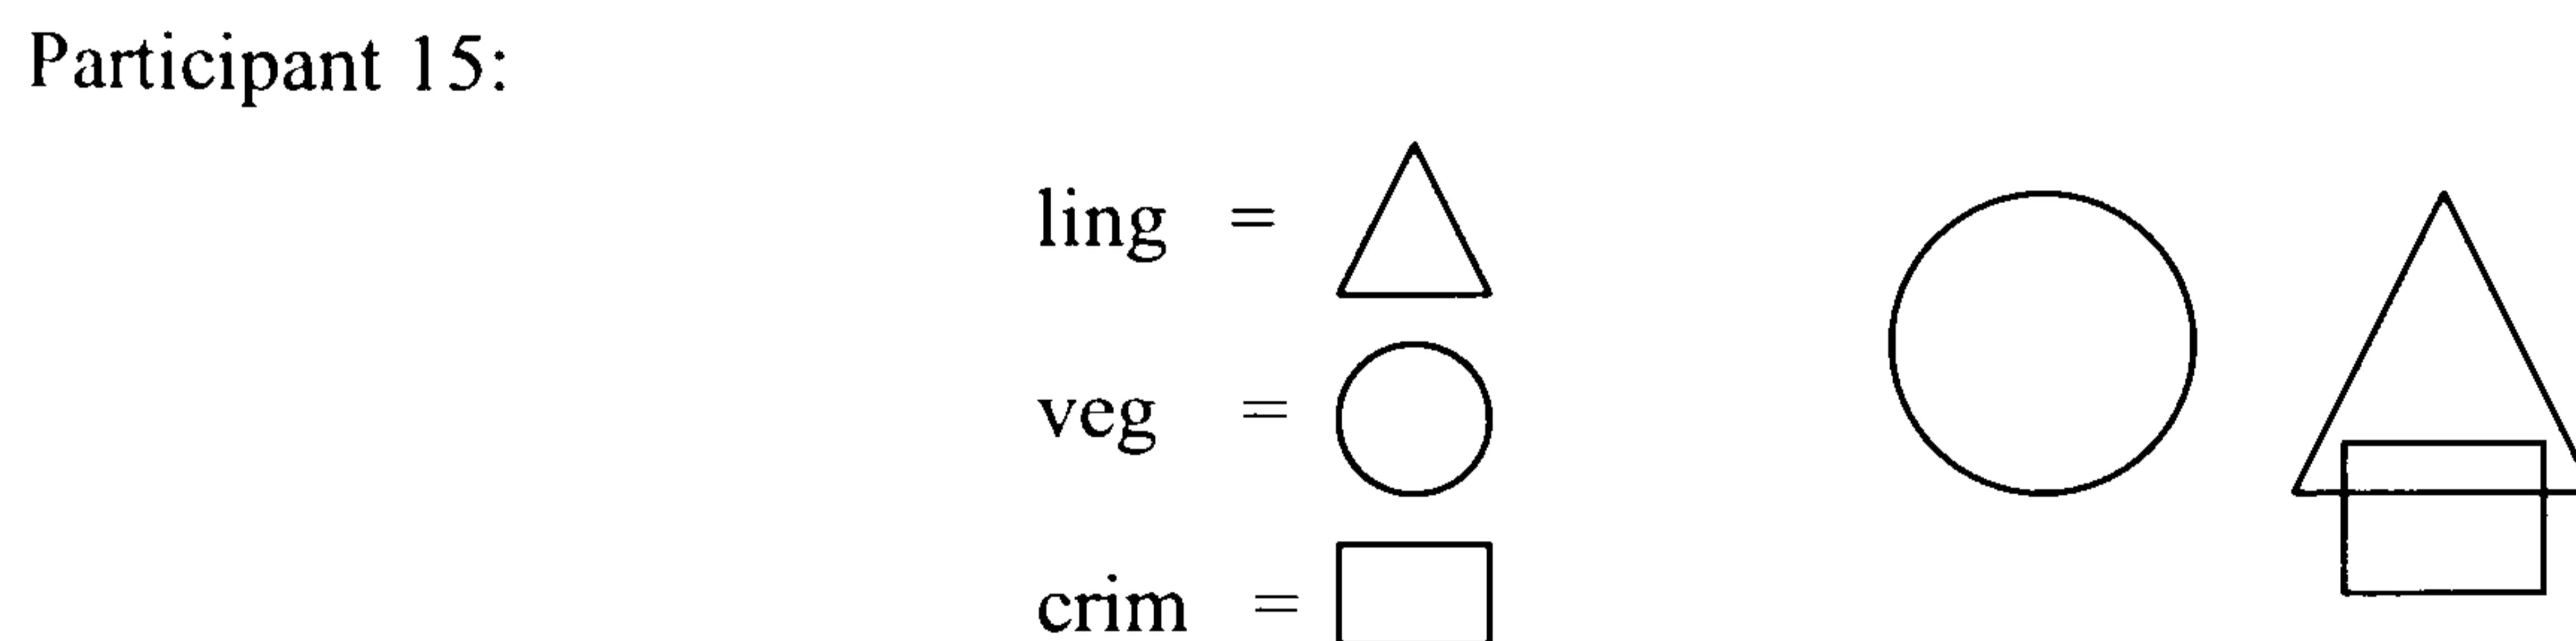 Participant 15:
ling =
veg =
crim =